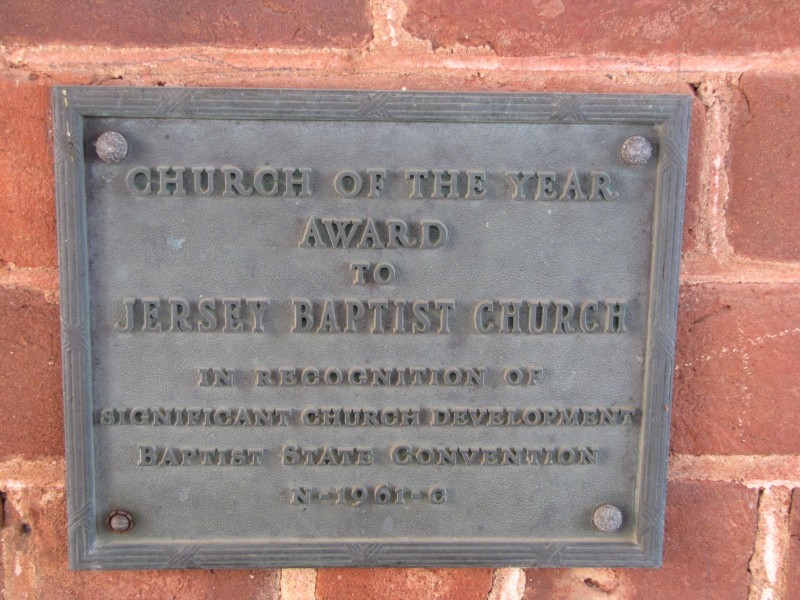 CHURCH OF THE YEAR
AWARD
TO
JERSEY BAPTIST CHURCH
IN RECOGNITION OF
SIGNIFICANT CHURCH DEVELOPMENT
BAPTIST STATE CONVENTION
N-1961-C